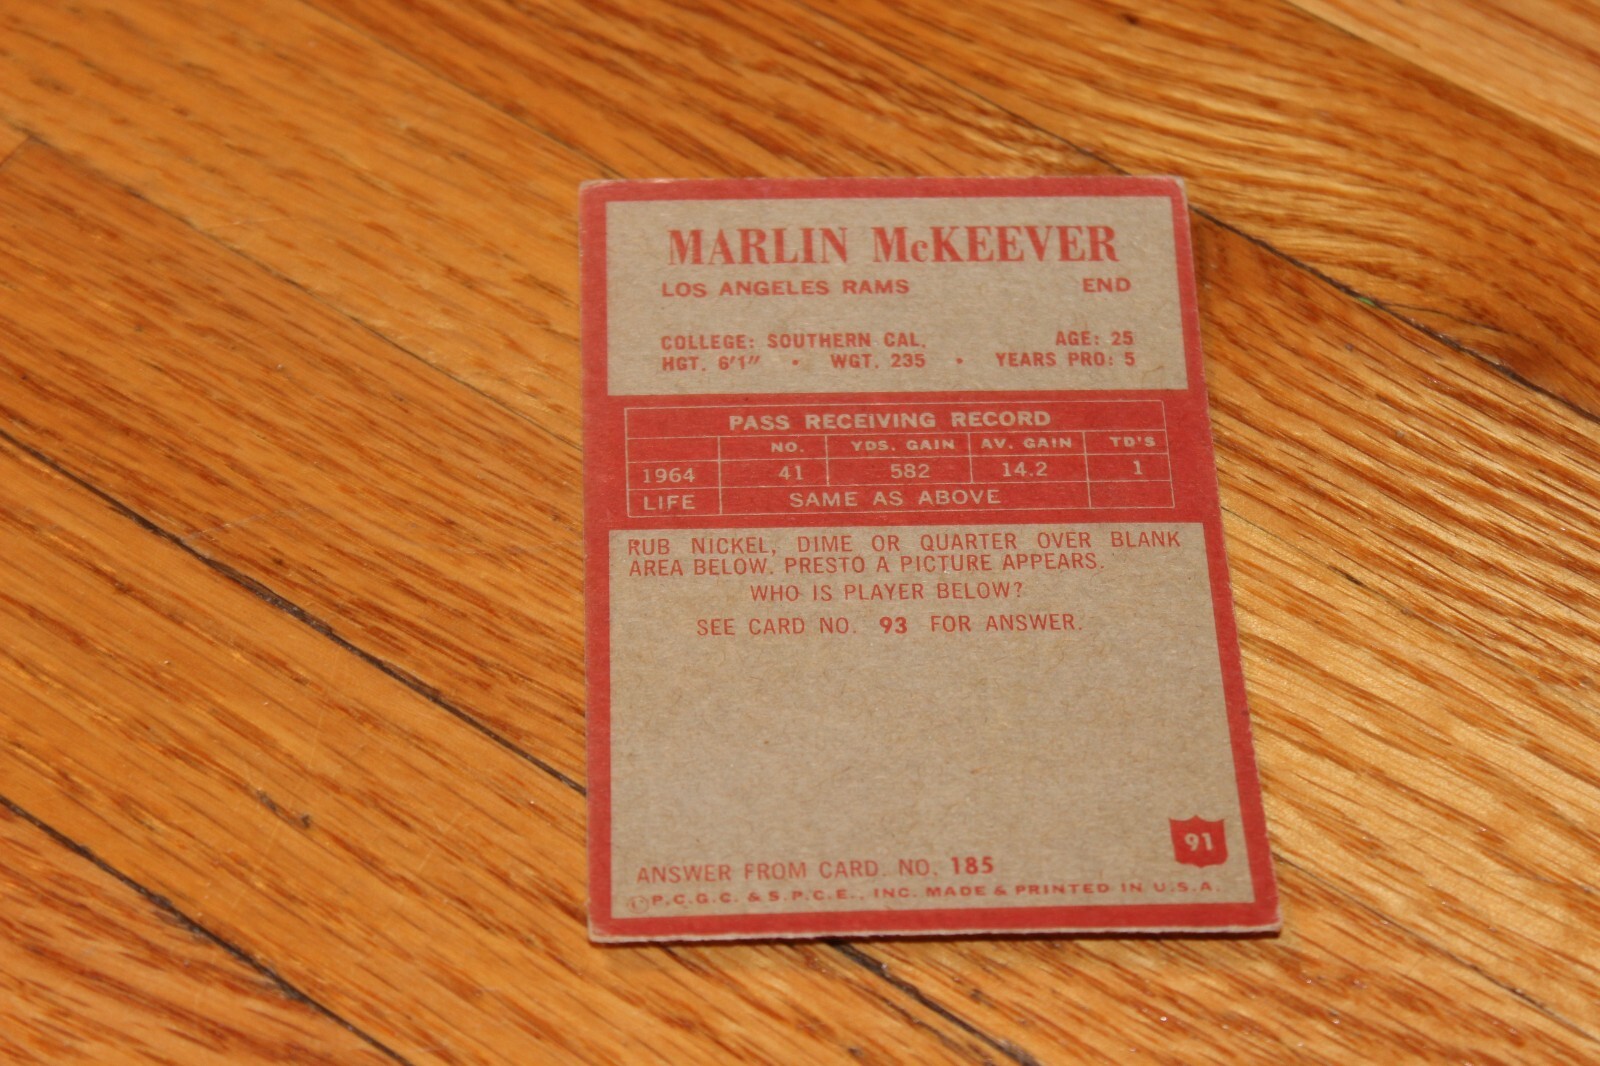 MARLIN McKEEVER
LOS ANGELES RAMS END
COLLEGE: SOUTHERN CAL. AGE: 25
HGT. 6'1" • WGT. 235 • YEARS PRO: 5
PASS RECEIVING RECORD
NO. YDS. GAIN AV. GAIN TD'S
1964 41 582 14.2 1
LIFE SAME AS ABOVE
RUB NICKEL, DIME OR QUARTER OVER BLANK
AREA BELOW. PRESTO A PICTURE APPEARS.
WHO IS PLAYER BELOW?
SEE CARD NO. 93 FOR ANSWER.
91
ANSWER FROM CARD. NO. 185
©P.C.G.C. & S.P.C.E., INC. MADE & PRINTED IN U.S.A.